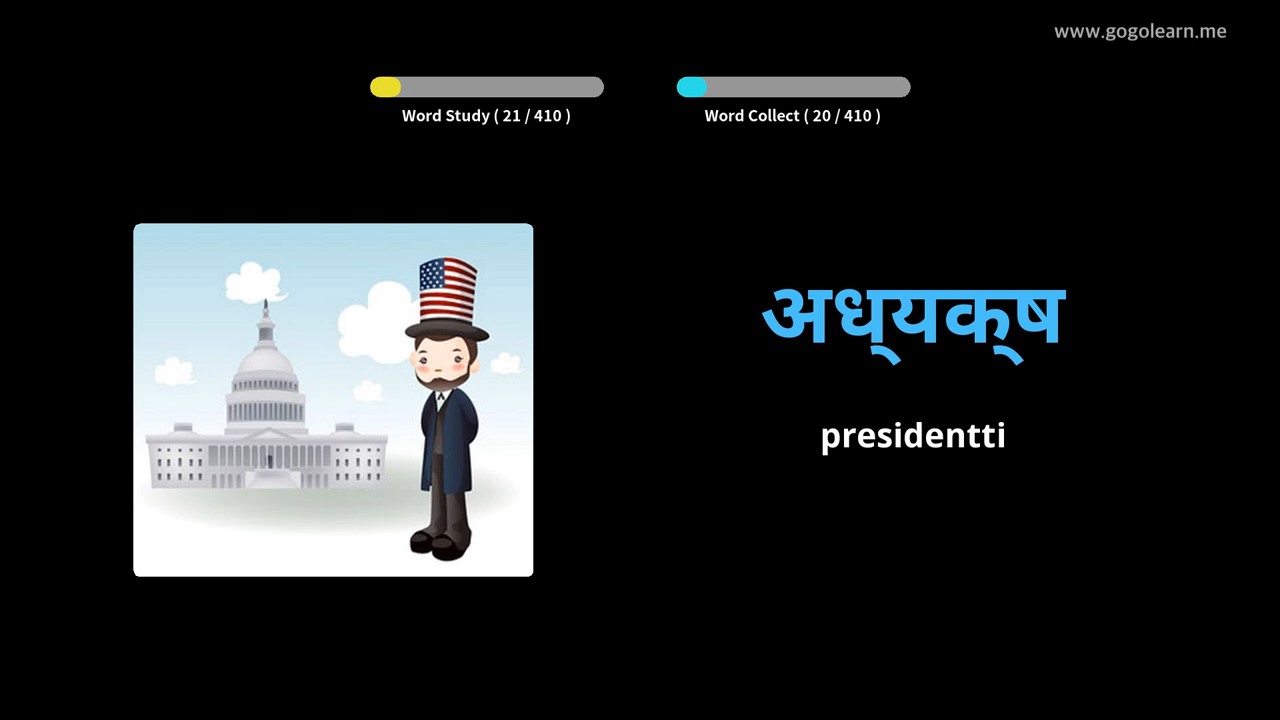 www.gogolearn.me
Word Study ( 21 / 410 )
Word Collect ( 20 / 410 )
अध्यक्ष
presidentti